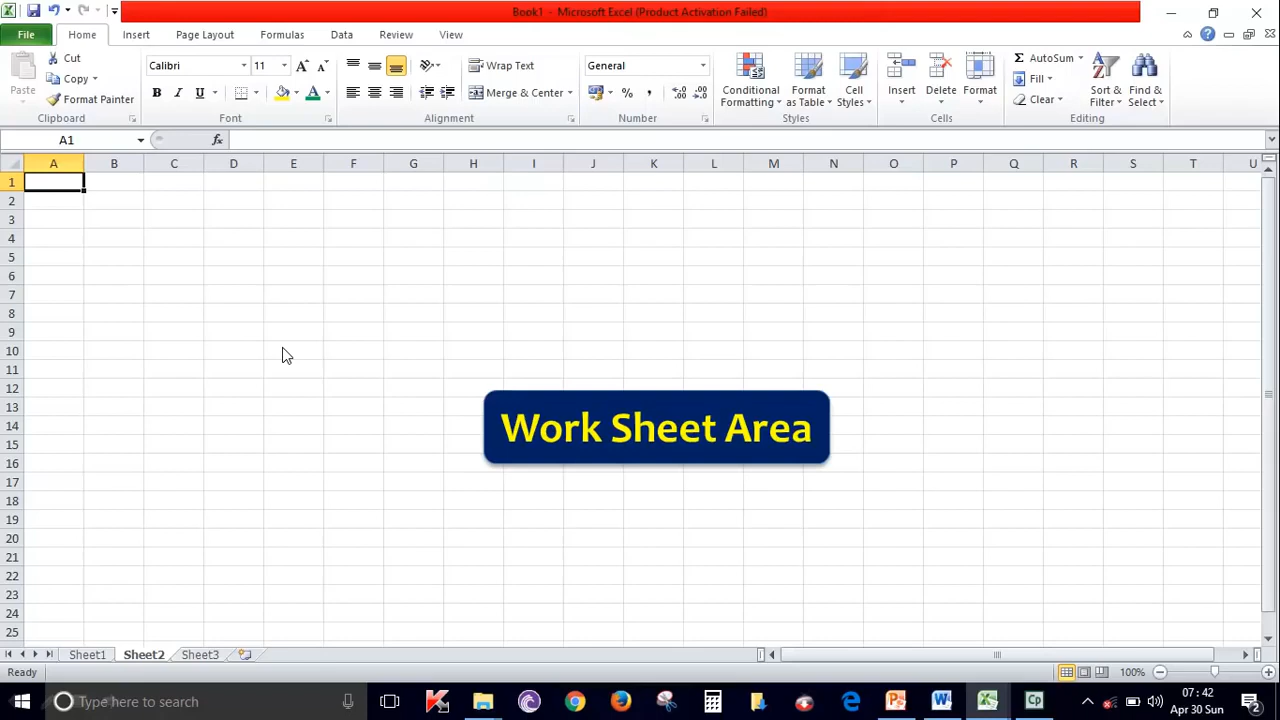 Book1 - Microsoft Excel (Product Activation Failed)
File Home Insert Page Layout Formulas Data Review View
Cut
Copy
Format Painter
Paste
Clipboard
Calibri 11
B I U
Font
Wrap Text
Merge & Center
Alignment
General
% ,
Number
Conditional Formatting
Format as Table
Cell Styles
Styles
Insert Delete Format
Cells
Σ AutoSum
Fill
Clear
Sort & Filter
Find & Select
Editing
A1 fx
A B C D E F G H I J K L M N O P Q R S T U
1
2
3
4
5
6
7
8
9
10
11
12
13
14
15
16
17
18
19
20
21
22
23
24
25
Work Sheet Area
Sheet1 Sheet2 Sheet3
Ready 100%
Type here to search
07:42
Apr 30 Sun